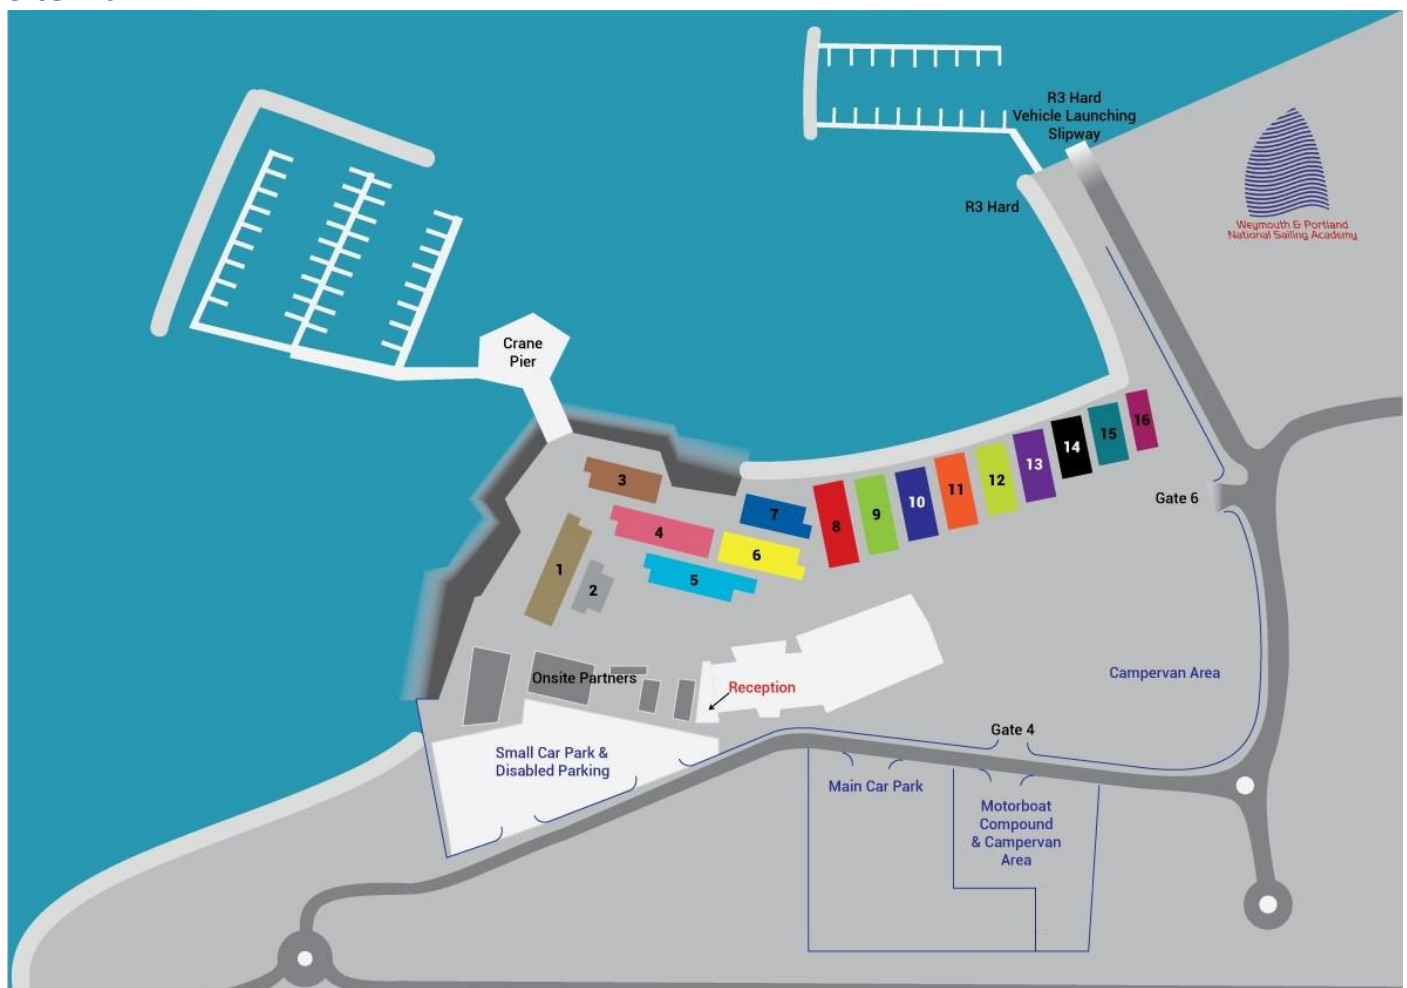 R3 Hard
Vehicle Launching
Slipway
R3 Hard
Weymouth & Portland
National Sailing Academy
Crane
Pier
1
2
3
4
5
6
7
8
9
10
11
12
13
14
15
16
Gate 6
Onsite Partners
Reception
Campervan Area
Gate 4
Small Car Park &
Disabled Parking
Main Car Park
Motorboat
Compound
& Campervan
Area